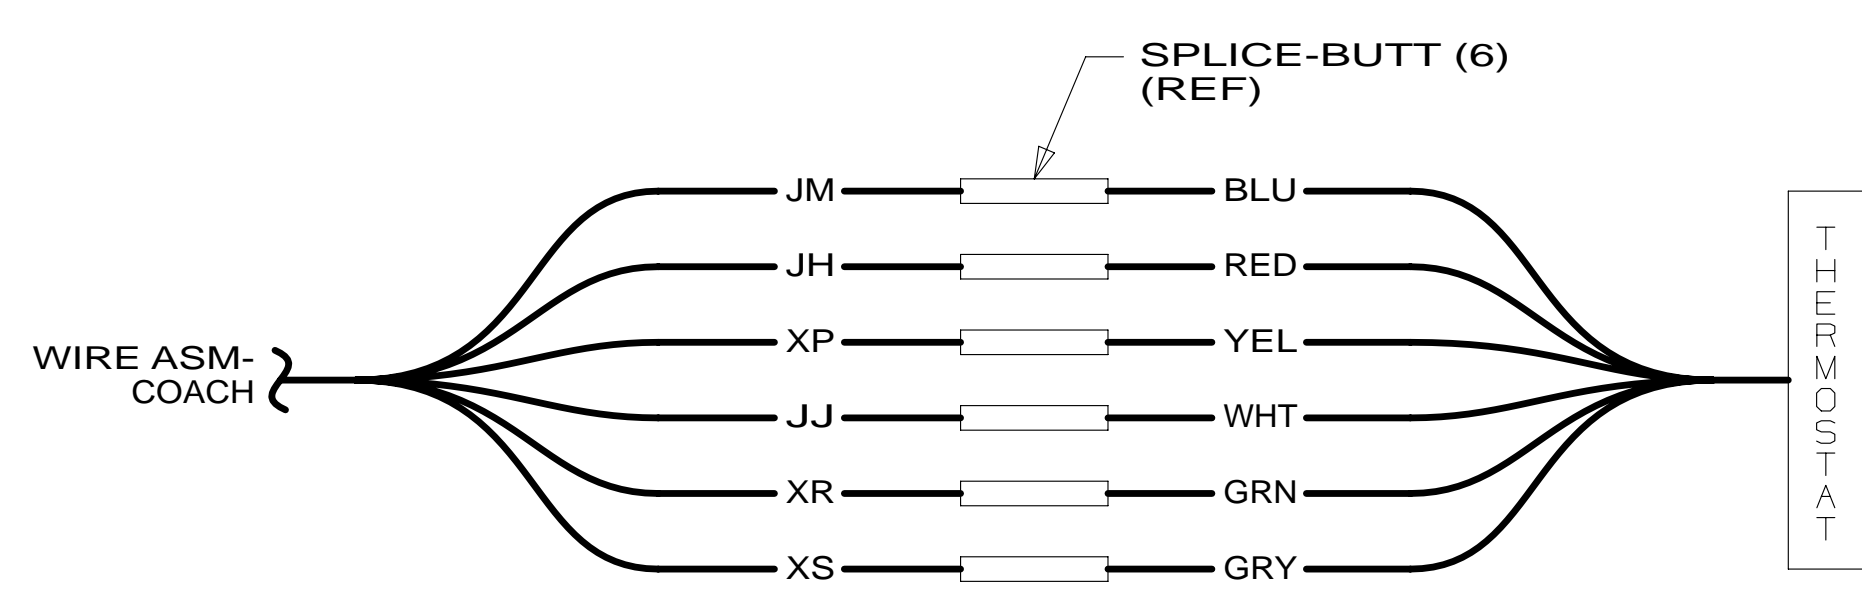 SPLICE-BUTT (6)
(REF)
JM BLU
JH RED
XP YEL
WIRE ASM-
COACH
JJ WHT
XR GRN
XS GRY
THERMOSTAT